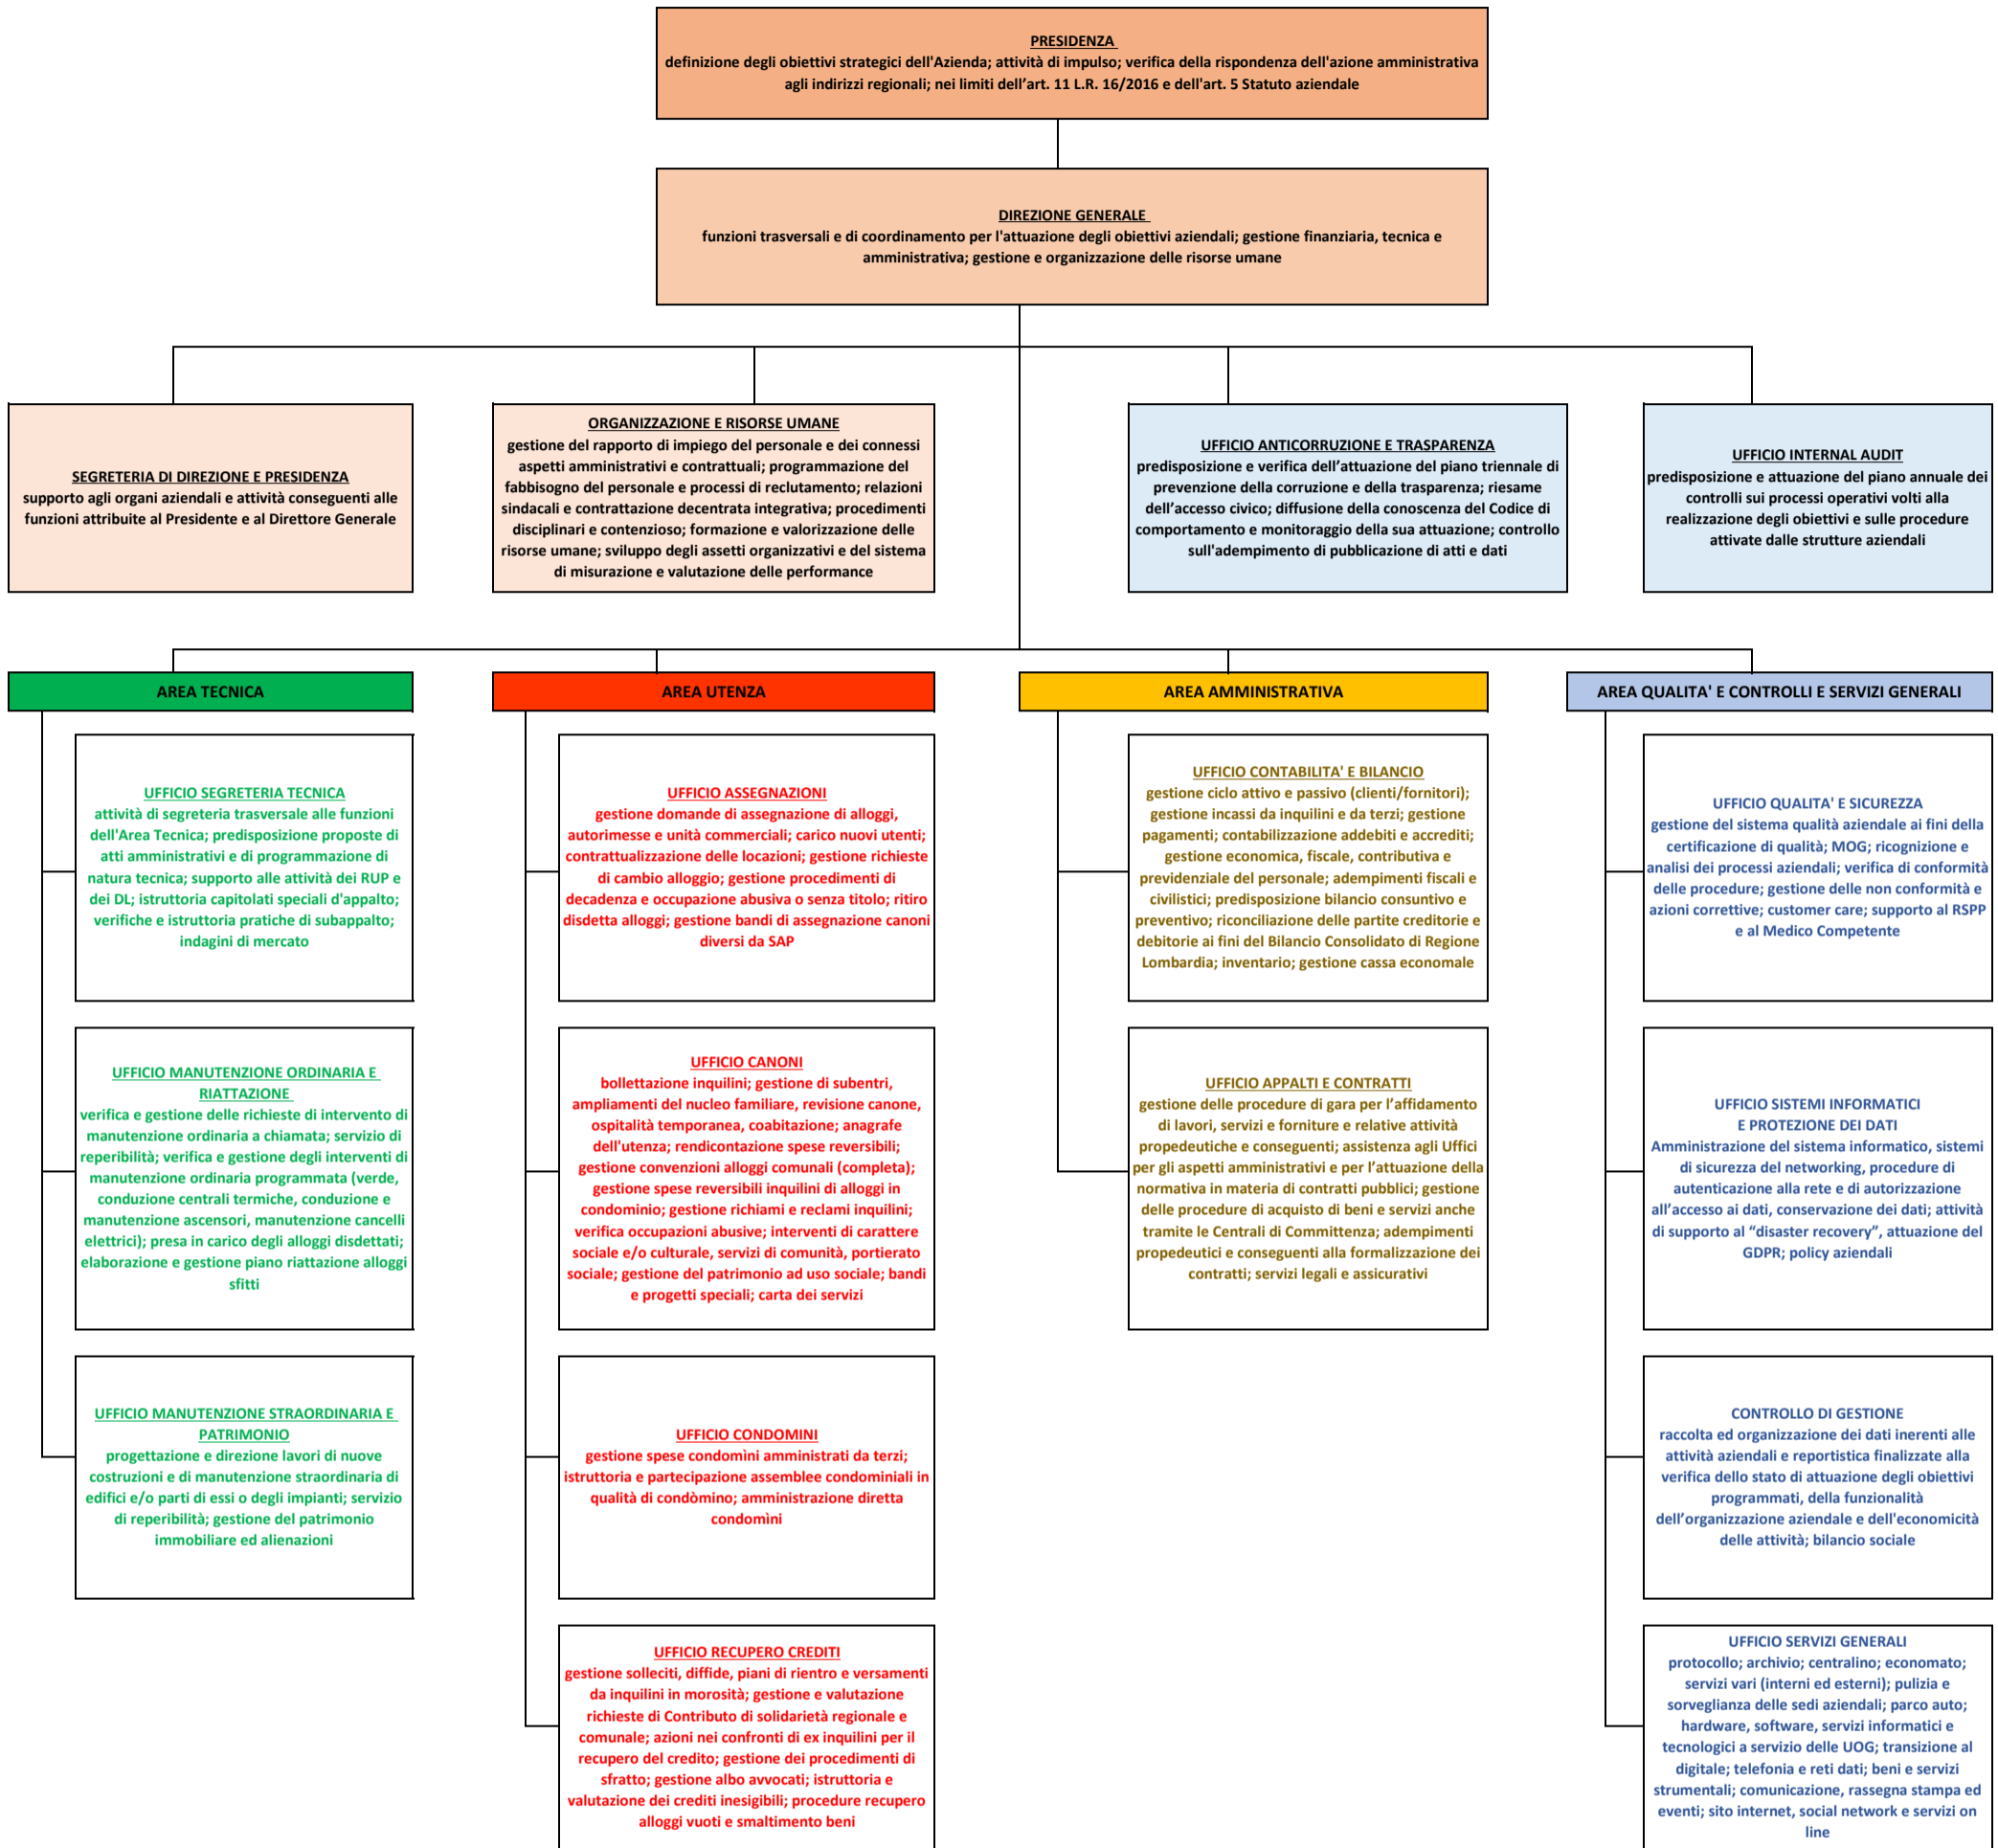 PRESIDENZA
definizione degli obiettivi strategici dell'Azienda; attività di impulso; verifica della rispondenza dell'azione amministrativa
agli indirizzi regionali; nei limiti dell’art. 11 L.R. 16/2016 e dell'art. 5 Statuto aziendale
DIREZIONE GENERALE
funzioni trasversali e di coordinamento per l'attuazione degli obiettivi aziendali; gestione finanziaria, tecnica e
amministrativa; gestione e organizzazione delle risorse umane
SEGRETERIA DI DIREZIONE E PRESIDENZA
supporto agli organi aziendali e attività conseguenti alle
funzioni attribuite al Presidente e al Direttore Generale
ORGANIZZAZIONE E RISORSE UMANE
gestione del rapporto di impiego del personale e dei connessi
aspetti amministrativi e contrattuali; programmazione del
fabbisogno del personale e processi di reclutamento; relazioni
sindacali e contrattazione decentrata integrativa; procedimenti
disciplinari e contenzioso; formazione e valorizzazione delle
risorse umane; sviluppo degli assetti organizzativi e del sistema
di misurazione e valutazione delle performance
UFFICIO ANTICORRUZIONE E TRASPARENZA
predisposizione e verifica dell’attuazione del piano triennale di
prevenzione della corruzione e della trasparenza; riesame
dell’accesso civico; diffusione della conoscenza del Codice di
comportamento e monitoraggio della sua attuazione; controllo
sull'adempimento di pubblicazione di atti e dati
UFFICIO INTERNAL AUDIT
predisposizione e attuazione del piano annuale dei
controlli sui processi operativi volti alla
realizzazione degli obiettivi e sulle procedure
attivate dalle strutture aziendali
AREA TECNICA
UFFICIO SEGRETERIA TECNICA
attività di segreteria trasversale alle funzioni
dell'Area Tecnica; predisposizione proposte di
atti amministrativi e di programmazione di
natura tecnica; supporto alle attività dei RUP e
dei DL; istruttoria capitolati speciali d'appalto;
verifiche e istruttoria pratiche di subappalto;
indagini di mercato
UFFICIO MANUTENZIONE ORDINARIA E
RIATTAZIONE
verifica e gestione delle richieste di intervento di
manutenzione ordinaria a chiamata; servizio di
reperibilità; verifica e gestione degli interventi di
manutenzione ordinaria programmata (verde,
conduzione centrali termiche, conduzione e
manutenzione ascensori, manutenzione cancelli
elettrici); presa in carico degli alloggi disdettati;
elaborazione e gestione piano riattazione alloggi
sfitti
UFFICIO MANUTENZIONE STRAORDINARIA E
PATRIMONIO
progettazione e direzione lavori di nuove
costruzioni e di manutenzione straordinaria di
edifici e/o parti di essi o degli impianti; servizio
di reperibilità; gestione del patrimonio
immobiliare ed alienazioni
AREA UTENZA
UFFICIO ASSEGNAZIONI
gestione domande di assegnazione di alloggi,
autorimesse e unità commerciali; carico nuovi utenti;
contrattualizzazione delle locazioni; gestione richieste
di cambio alloggio; gestione procedimenti di
decadenza e occupazione abusiva o senza titolo; ritiro
disdetta alloggi; gestione bandi di assegnazione canoni
diversi da SAP
UFFICIO CANONI
bollettazione inquilini; gestione di subentri,
ampliamenti del nucleo familiare, revisione canone,
ospitalità temporanea, coabitazione; anagrafe
dell'utenza; rendicontazione spese reversibili;
gestione convenzioni alloggi comunali (completa);
gestione spese reversibili inquilini di alloggi in
condominio; gestione richiami e reclami inquilini;
verifica occupazioni abusive; interventi di carattere
sociale e/o culturale, servizi di comunità, portierato
sociale; gestione del patrimonio ad uso sociale; bandi
e progetti speciali; carta dei servizi
UFFICIO CONDOMINI
gestione spese condomìni amministrati da terzi;
istruttoria e partecipazione assemblee condominiali in
qualità di condòmino; amministrazione diretta
condomìni
UFFICIO RECUPERO CREDITI
gestione solleciti, diffide, piani di rientro e versamenti
da inquilini in morosità; gestione e valutazione
richieste di Contributo di solidarietà regionale e
comunale; azioni nei confronti di ex inquilini per il
recupero del credito; gestione dei procedimenti di
sfratto; gestione albo avvocati; istruttoria e
valutazione dei crediti inesigibili; procedure recupero
alloggi vuoti e smaltimento beni
AREA AMMINISTRATIVA
UFFICIO CONTABILITA' E BILANCIO
gestione ciclo attivo e passivo (clienti/fornitori);
gestione incassi da inquilini e da terzi; gestione
pagamenti; contabilizzazione addebiti e accrediti;
gestione economica, fiscale, contributiva e
previdenziale del personale; adempimenti fiscali e
civilistici; predisposizione bilancio consuntivo e
preventivo; riconciliazione delle partite creditorie e
debitorie ai fini del Bilancio Consolidato di Regione
Lombardia; inventario; gestione cassa economale
UFFICIO APPALTI E CONTRATTI
gestione delle procedure di gara per l’affidamento
di lavori, servizi e forniture e relative attività
propedeutiche e conseguenti; assistenza agli Uffici
per gli aspetti amministrativi e per l’attuazione della
normativa in materia di contratti pubblici; gestione
delle procedure di acquisto di beni e servizi anche
tramite le Centrali di Committenza; adempimenti
propedeutici e conseguenti alla formalizzazione dei
contratti; servizi legali e assicurativi
AREA QUALITA' E CONTROLLI E SERVIZI GENERALI
UFFICIO QUALITA' E SICUREZZA
gestione del sistema qualità aziendale ai fini della
certificazione di qualità; MOG; ricognizione e
analisi dei processi aziendali; verifica di conformità
delle procedure; gestione delle non conformità e
azioni correttive; customer care; supporto al RSPP
e al Medico Competente
UFFICIO SISTEMI INFORMATICI
E PROTEZIONE DEI DATI
Amministrazione del sistema informatico, sistemi
di sicurezza del networking, procedure di
autenticazione alla rete e di autorizzazione
all’accesso ai dati, conservazione dei dati; attività
di supporto al “disaster recovery”, attuazione del
GDPR; policy aziendali
CONTROLLO DI GESTIONE
raccolta ed organizzazione dei dati inerenti alle
attività aziendali e reportistica finalizzate alla
verifica dello stato di attuazione degli obiettivi
programmati, della funzionalità
dell’organizzazione aziendale e dell'economicità
delle attività; bilancio sociale
UFFICIO SERVIZI GENERALI
protocollo; archivio; centralino; economato;
servizi vari (interni ed esterni); pulizia e
sorveglianza delle sedi aziendali; parco auto;
hardware, software, servizi informatici e
tecnologici a servizio delle UOG; transizione al
digitale; telefonia e reti dati; beni e servizi
strumentali; comunicazione, rassegna stampa ed
eventi; sito internet, social network e servizi on
line